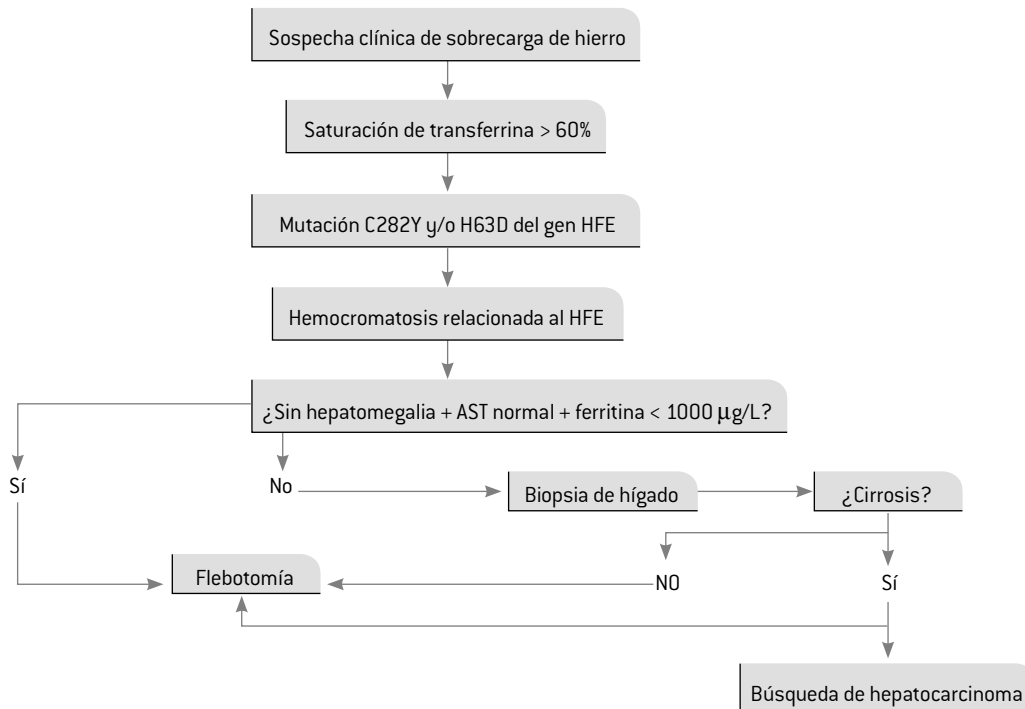 Sospecha clínica de sobrecarga de hierro
Saturación de transferrina > 60%
Mutación C282Y y/o H63D del gen HFE
Hemocromatosis relacionada al HFE
¿Sin hepatomegalia + AST normal + ferritina < 1000 µg/L?
Sí
No
Biopsia de hígado
¿Cirrosis?
Flebotomía
NO
Sí
Búsqueda de hepatocarcinoma